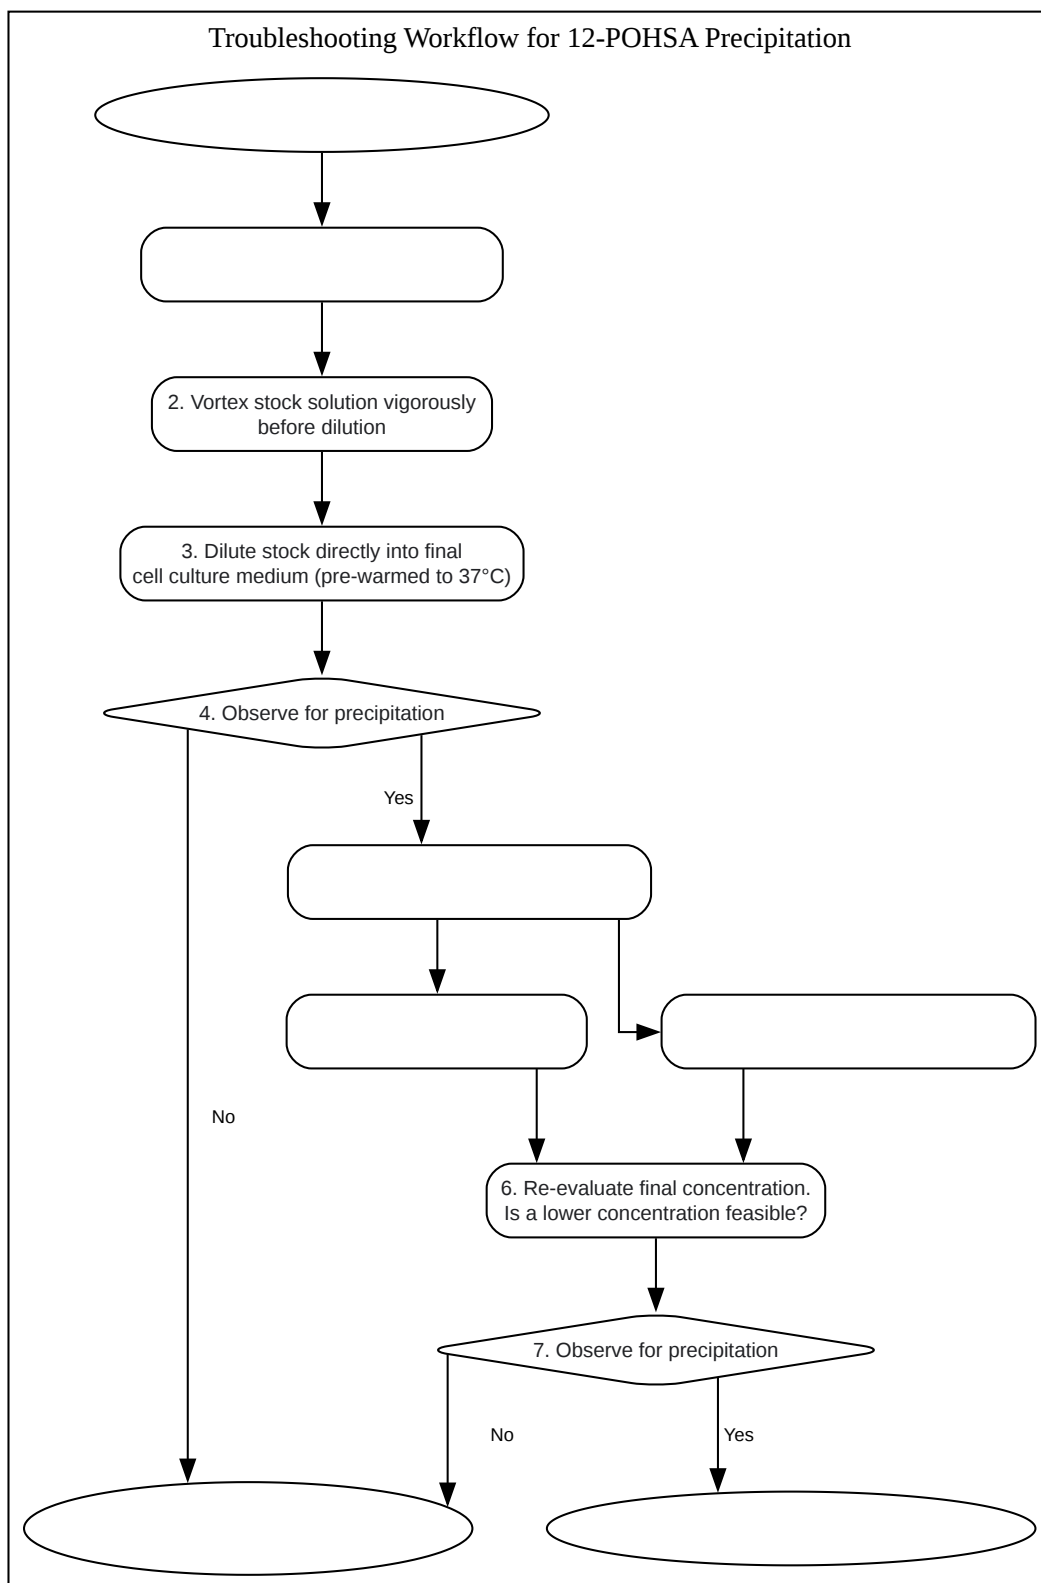 Troubleshooting Workflow for 12-POHSA Precipitation
2. Vortex stock solution vigorously
before dilution
3. Dilute stock directly into final
cell culture medium (pre-warmed to 37°C)
4. Observe for precipitation
Yes
No
6. Re-evaluate final concentration.
Is a lower concentration feasible?
7. Observe for precipitation
No
Yes